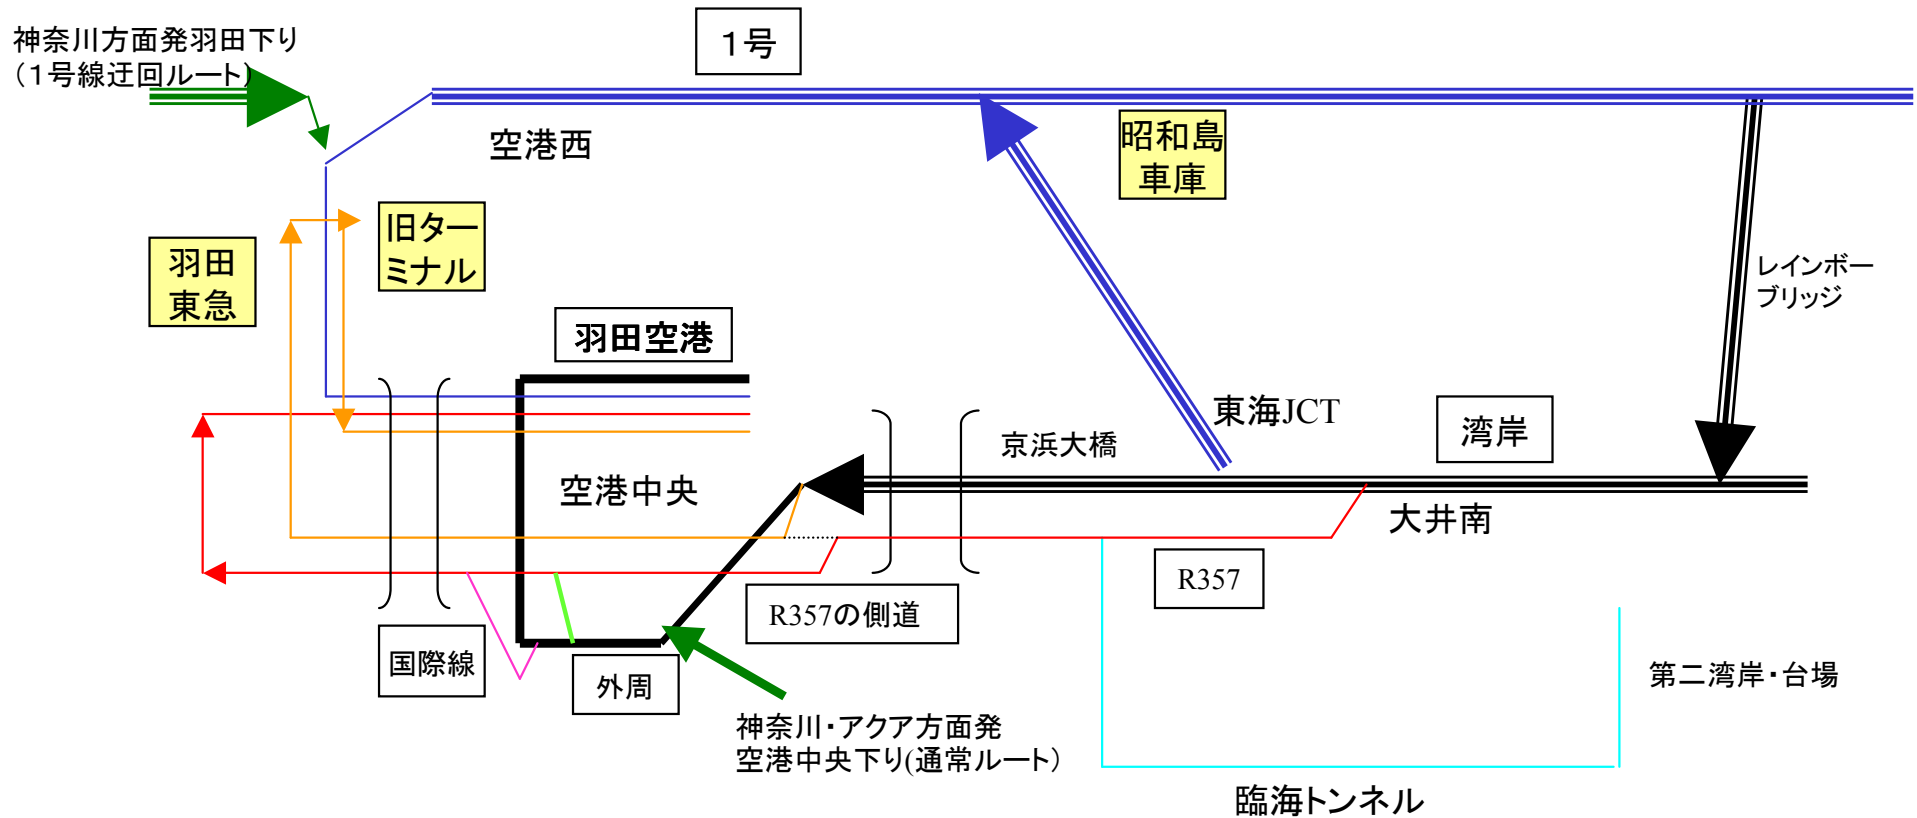 1号
神奈川方面発羽田下り
(1号線迂回ルート)
空港西
昭和島
車庫
旧ター
ミナル
羽田
東急
レインボー
ブリッジ
羽田空港
東海JCT
湾岸
京浜大橋
空港中央
大井南
R357
R357の側道
国際線
外周
第二湾岸・台場
神奈川・アクア方面発
空港中央下り(通常ルート)
臨海トンネル